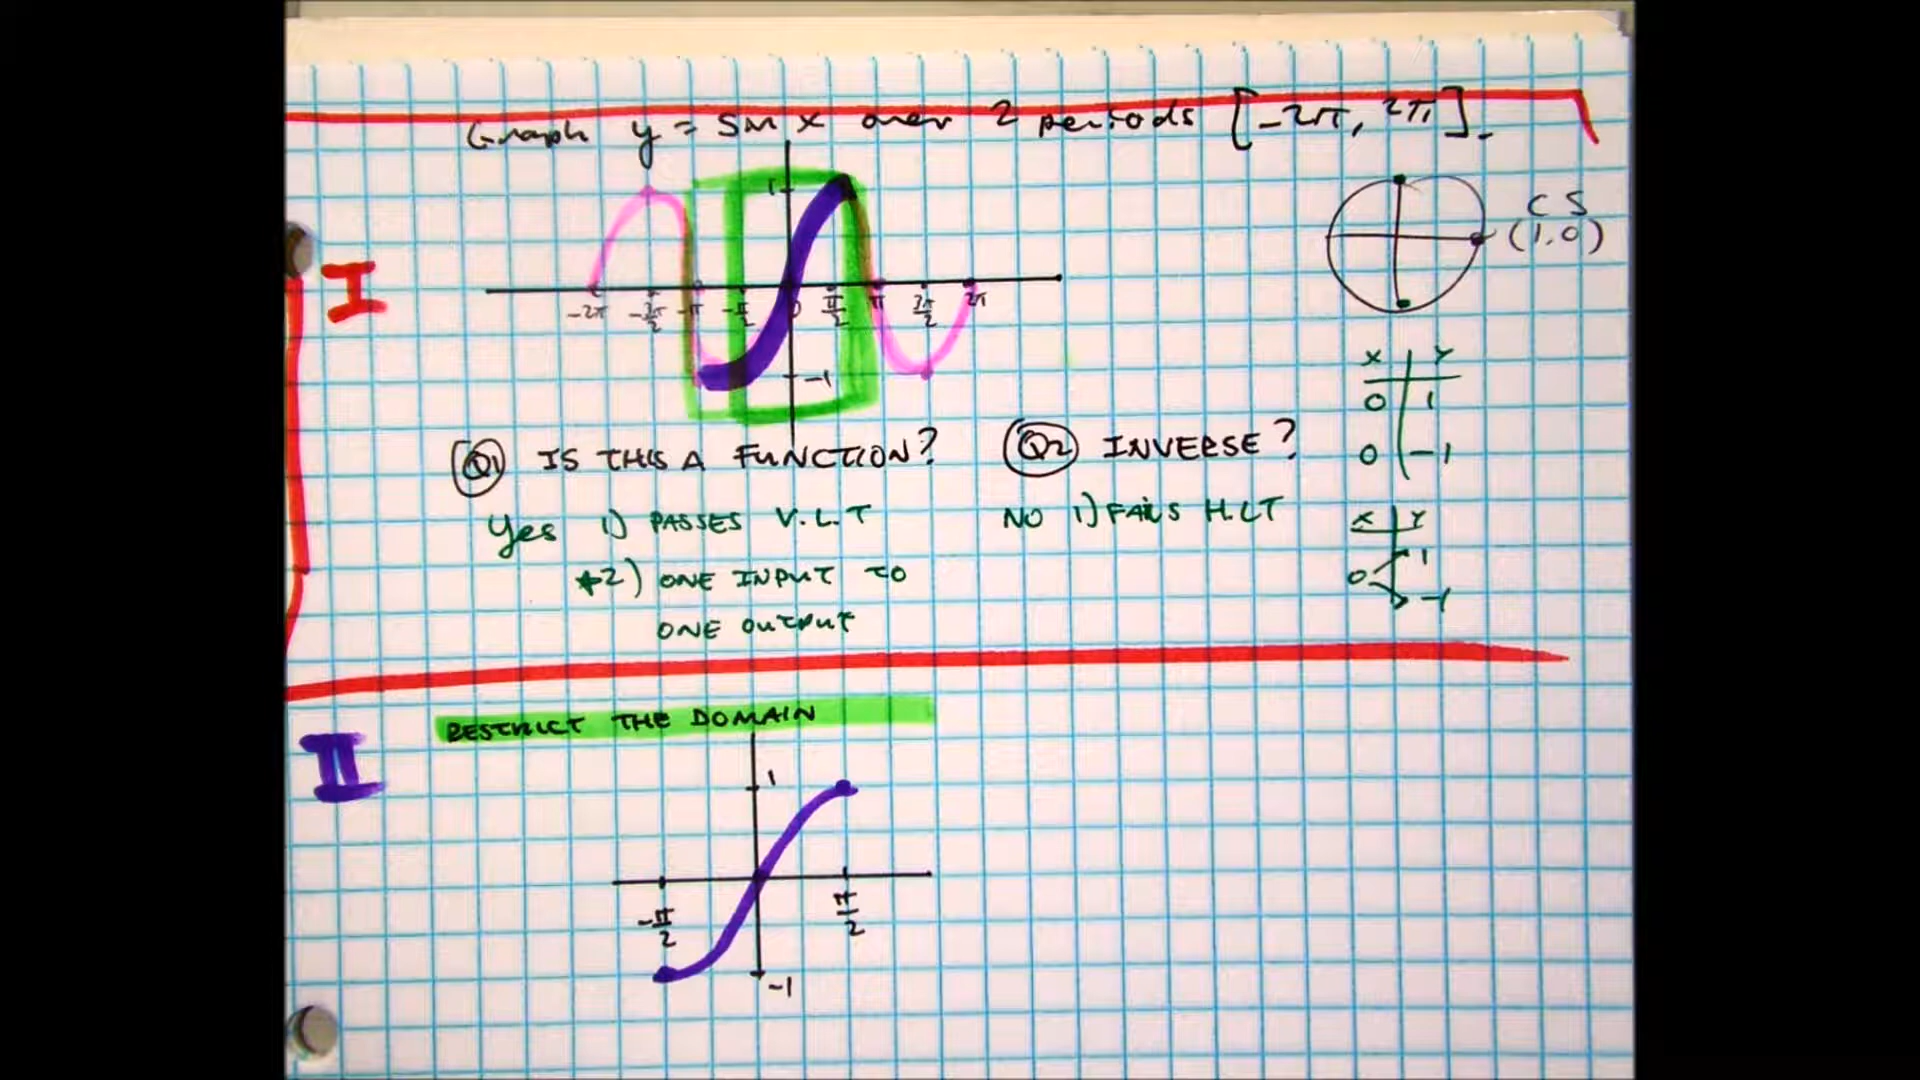 Graph y = sin x over 2 periods [-2π, 2π].
1
C S
(1,0)
I
-2π -3π/2 -π -π/2 0 π/2 π 3π/2 2π
-1
X Y
0 1
0 -1
Q1 IS THIS A FUNCTION?
Q2 INVERSE?
Yes 1) PASSES V.L.T
*2) ONE INPUT TO
ONE OUTPUT
NO 1) FAILS H.L.T
X Y
0 1
-1
II
RESTRICT THE DOMAIN
1
-π/2 π/2
-1